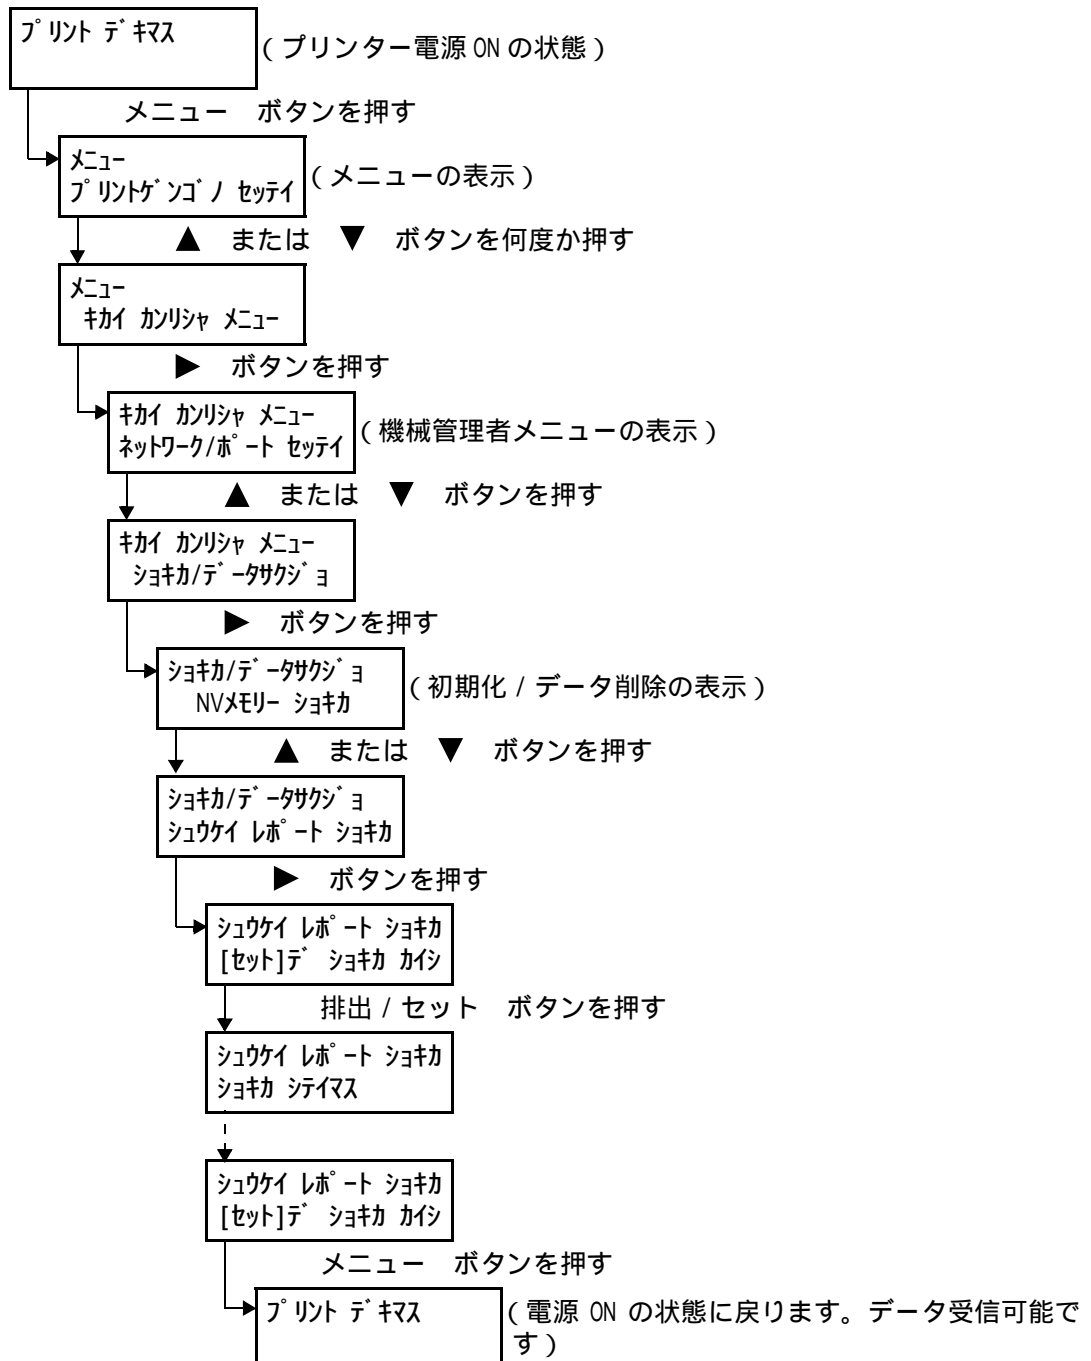 ﾌﾟﾘﾝﾄ ﾃﾞｷﾏｽ
(プリンター電源 ON の状態)
メニュー　ボタンを押す
ﾒﾆｭｰ
ﾌﾟﾘﾝﾄｹﾞﾝｺﾞﾉ ｾｯﾃｲ
(メニューの表示)
▲　または　▼　ボタンを何度か押す
ﾒﾆｭｰ
ｷｶｲ ｶﾝﾘｼｬ ﾒﾆｭｰ
▶　ボタンを押す
ｷｶｲ ｶﾝﾘｼｬ ﾒﾆｭｰ
ﾈｯﾄﾜｰｸ/ﾎﾟｰﾄ ｾｯﾃｲ
(機械管理者メニューの表示)
▲　または　▼　ボタンを押す
ｷｶｲ ｶﾝﾘｼｬ ﾒﾆｭｰ
ｼｮｷｶ/ﾃﾞｰﾀｻｸｼﾞｮ
▶　ボタンを押す
ｼｮｷｶ/ﾃﾞｰﾀｻｸｼﾞｮ
NVﾒﾓﾘｰ ｼｮｷｶ
(初期化 / データ削除の表示)
▲　または　▼　ボタンを押す
ｼｮｷｶ/ﾃﾞｰﾀｻｸｼﾞｮ
ｼｭｳｹｲ ﾚﾎﾟｰﾄ ｼｮｷｶ
▶　ボタンを押す
ｼｭｳｹｲ ﾚﾎﾟｰﾄ ｼｮｷｶ
[ｾｯﾄ]ﾃﾞ ｼｮｷｶ ｶｲｼ
排出 / セット　ボタンを押す
ｼｭｳｹｲ ﾚﾎﾟｰﾄ ｼｮｷｶ
ｼｮｷｶ ｼﾃｲﾏｽ
ｼｭｳｹｲ ﾚﾎﾟｰﾄ ｼｮｷｶ
[ｾｯﾄ]ﾃﾞ ｼｮｷｶ ｶｲｼ
メニュー　ボタンを押す
ﾌﾟﾘﾝﾄ ﾃﾞｷﾏｽ
(電源 ON の状態に戻ります。データ受信可能で
す)